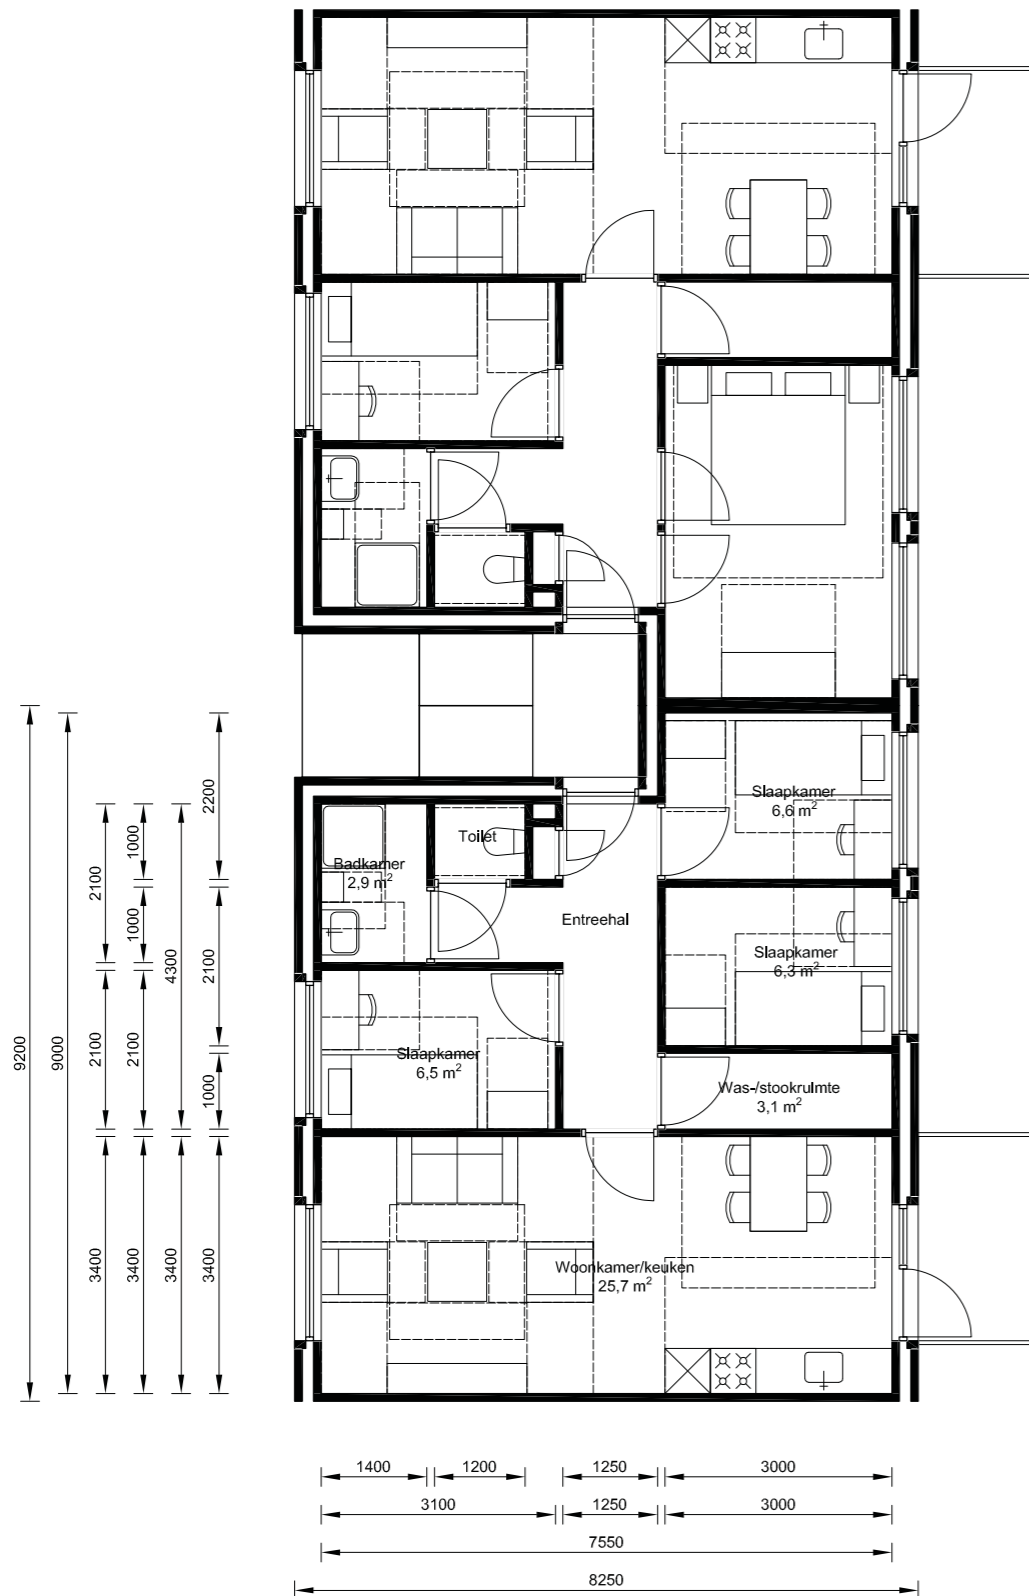 Slaapkamer
6,6 m²
Toilet
Badkamer
2,9 m²
Entreehal
Slaapkamer
6,3 m²
Slaapkamer
6,5 m²
Was-/stookruimte
3,1 m²
Woonkamer/keuken
25,7 m²
9200
9000
2100
2100
3400
1000
1000
2100
3400
4300
3400
2200
2100
1000
3400
1400 1200 1250 3000
3100 1250 3000
7550
8250